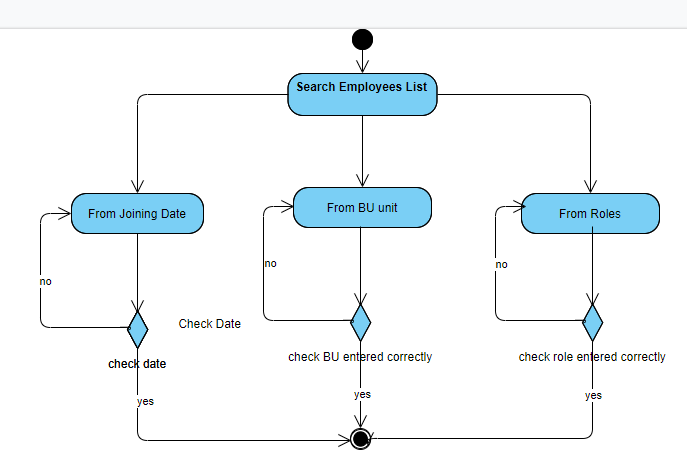 Search Employees List
From Joining Date
From BU unit
From Roles
no
no
no
Check Date
check date
check BU entered correctly
check role entered correctly
yes
yes
yes